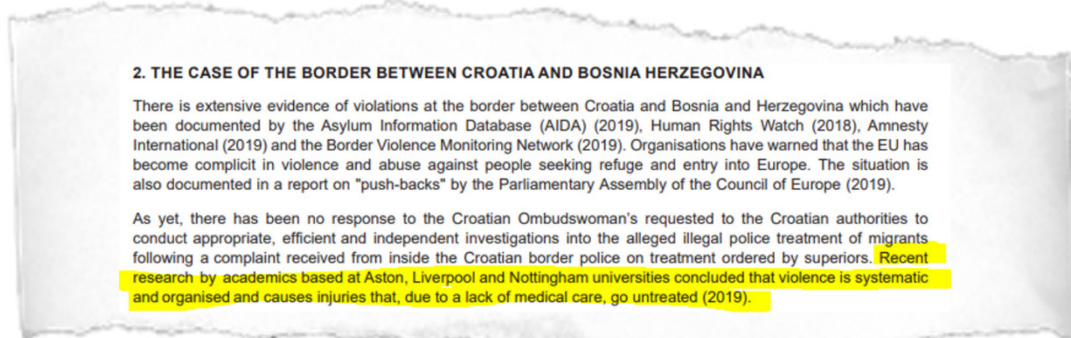 2. THE CASE OF THE BORDER BETWEEN CROATIA AND BOSNIA HERZEGOVINA
There is extensive evidence of violations at the border between Croatia and Bosnia and Herzegovina which have
been documented by the Asylum Information Database (AIDA) (2019), Human Rights Watch (2018), Amnesty
International (2019) and the Border Violence Monitoring Network (2019). Organisations have warned that the EU has
become complicit in violence and abuse against people seeking refuge and entry into Europe. The situation is
also documented in a report on "push-backs" by the Parliamentary Assembly of the Council of Europe (2019).
As yet, there has been no response to the Croatian Ombudswoman's requested to the Croatian authorities to
conduct appropriate, efficient and independent investigations into the alleged illegal police treatment of migrants
following a complaint received from inside the Croatian border police on treatment ordered by superiors. Recent
research by academics based at Aston, Liverpool and Nottingham universities concluded that violence is systematic
and organised and causes injuries that, due to a lack of medical care, go untreated (2019).